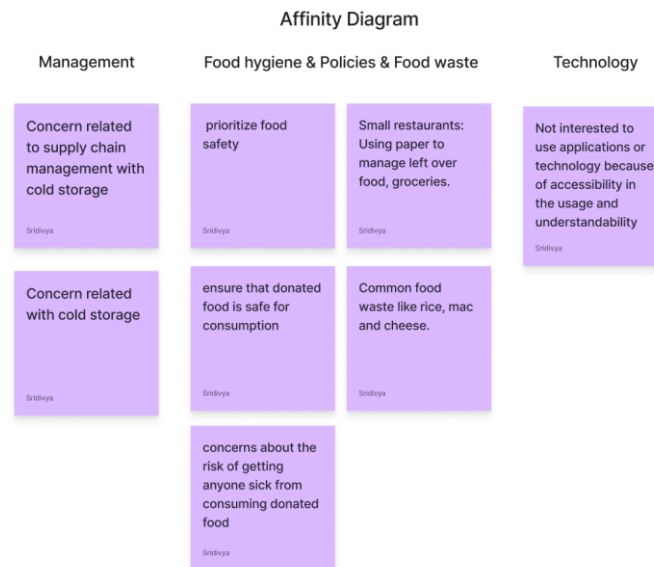 Affinity Diagram
Management
Food hygiene & Policies & Food waste
Technology
Concern related
to supply chain
management with
cold storage
Sridivya
prioritize food
safety
Sridivya
Small restaurants:
Using paper to
manage left over
food, groceries.
Sridivya
Not interested to
use applications or
technology because
of accessibility in
the usage and
understandability
Sridivya
Concern related
with cold storage
Sridivya
ensure that donated
food is safe for
consumption
Sridivya
Common food
waste like rice, mac
and cheese.
Sridivya
concerns about the
risk of getting
anyone sick from
consuming donated
food
Sridivya